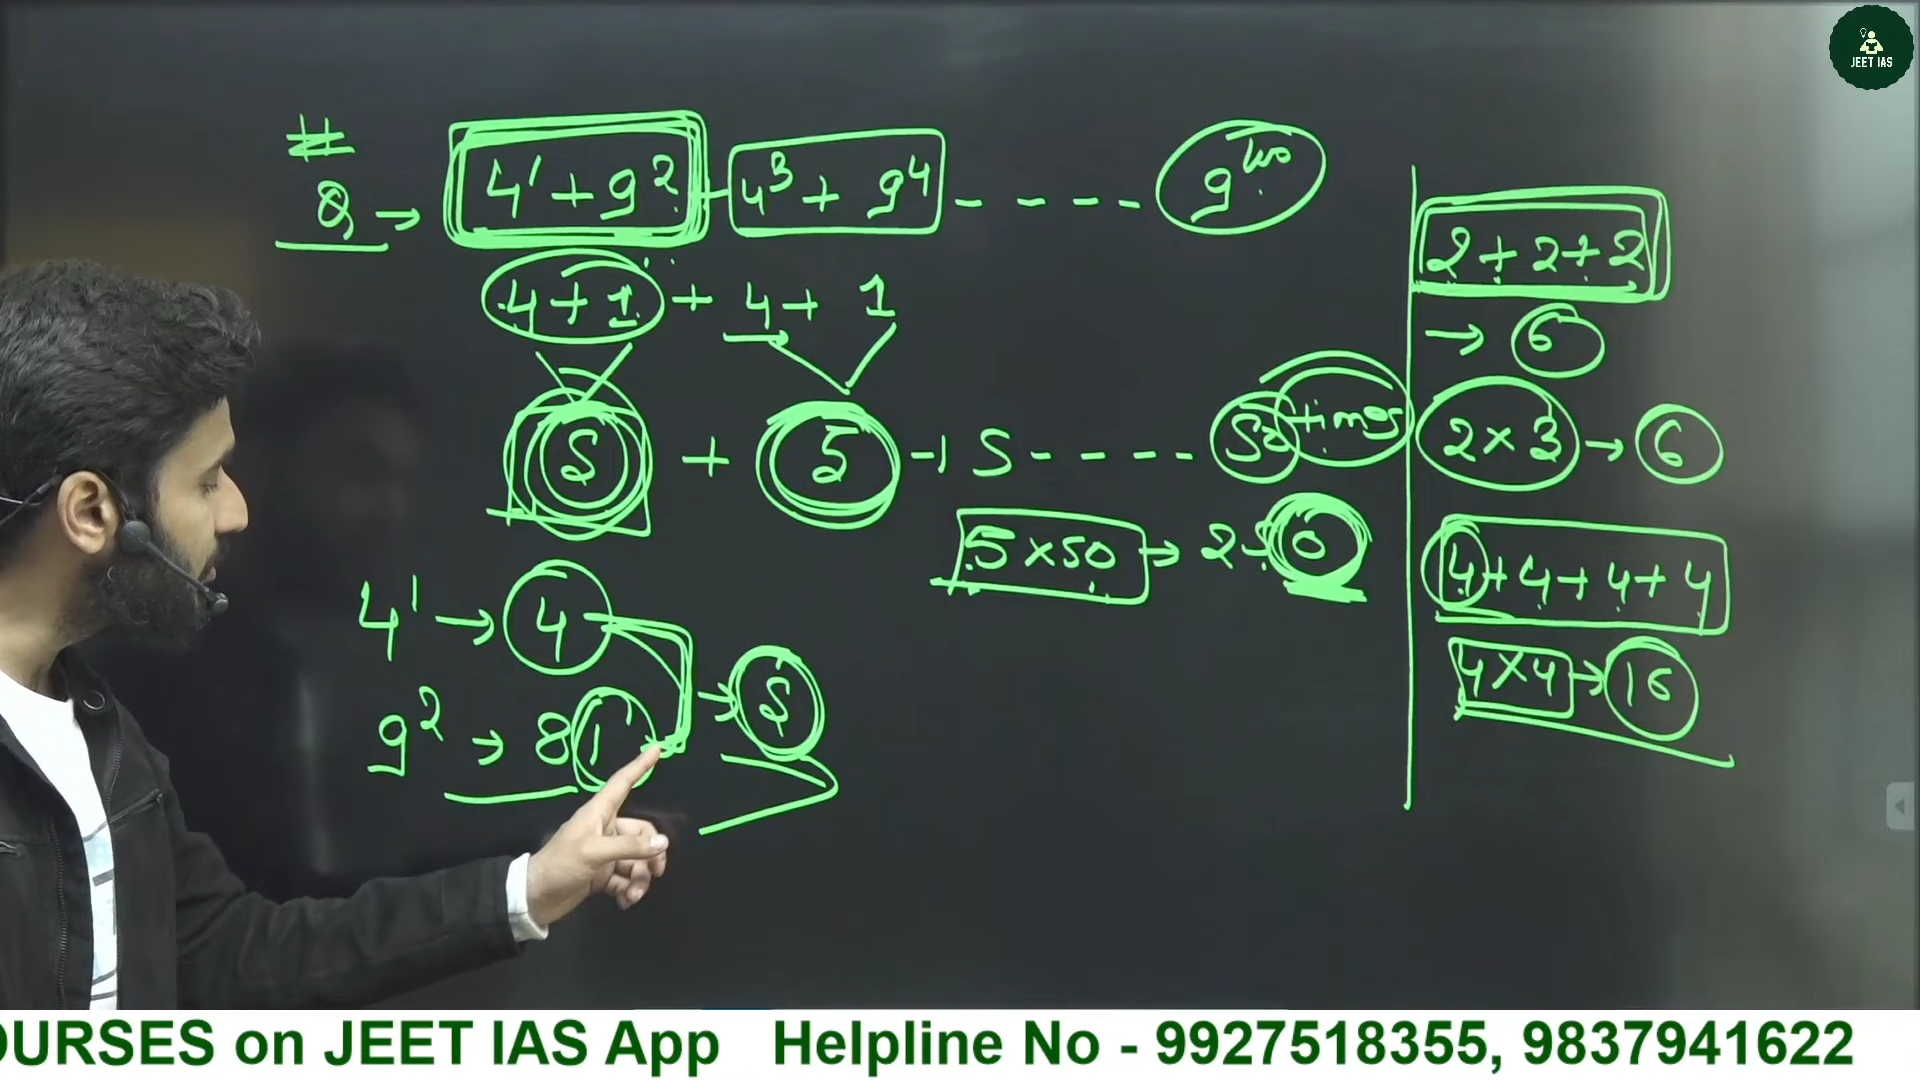 JEET IAS
#
Q → 4¹ + 9² + 4³ + 9⁴ - - - - 9¹⁰⁰
4 + 1 + 4 + 1
5 + 5 + 5 - - - - 50 times
5 × 50 → 250
4¹ → 4
9² → 81
→ 5
2 + 2 + 2
→ 6
2 × 3 → 6
4 + 4 + 4 + 4
4 × 4 → 16
OURSES on JEET IAS App Helpline No - 9927518355, 9837941622